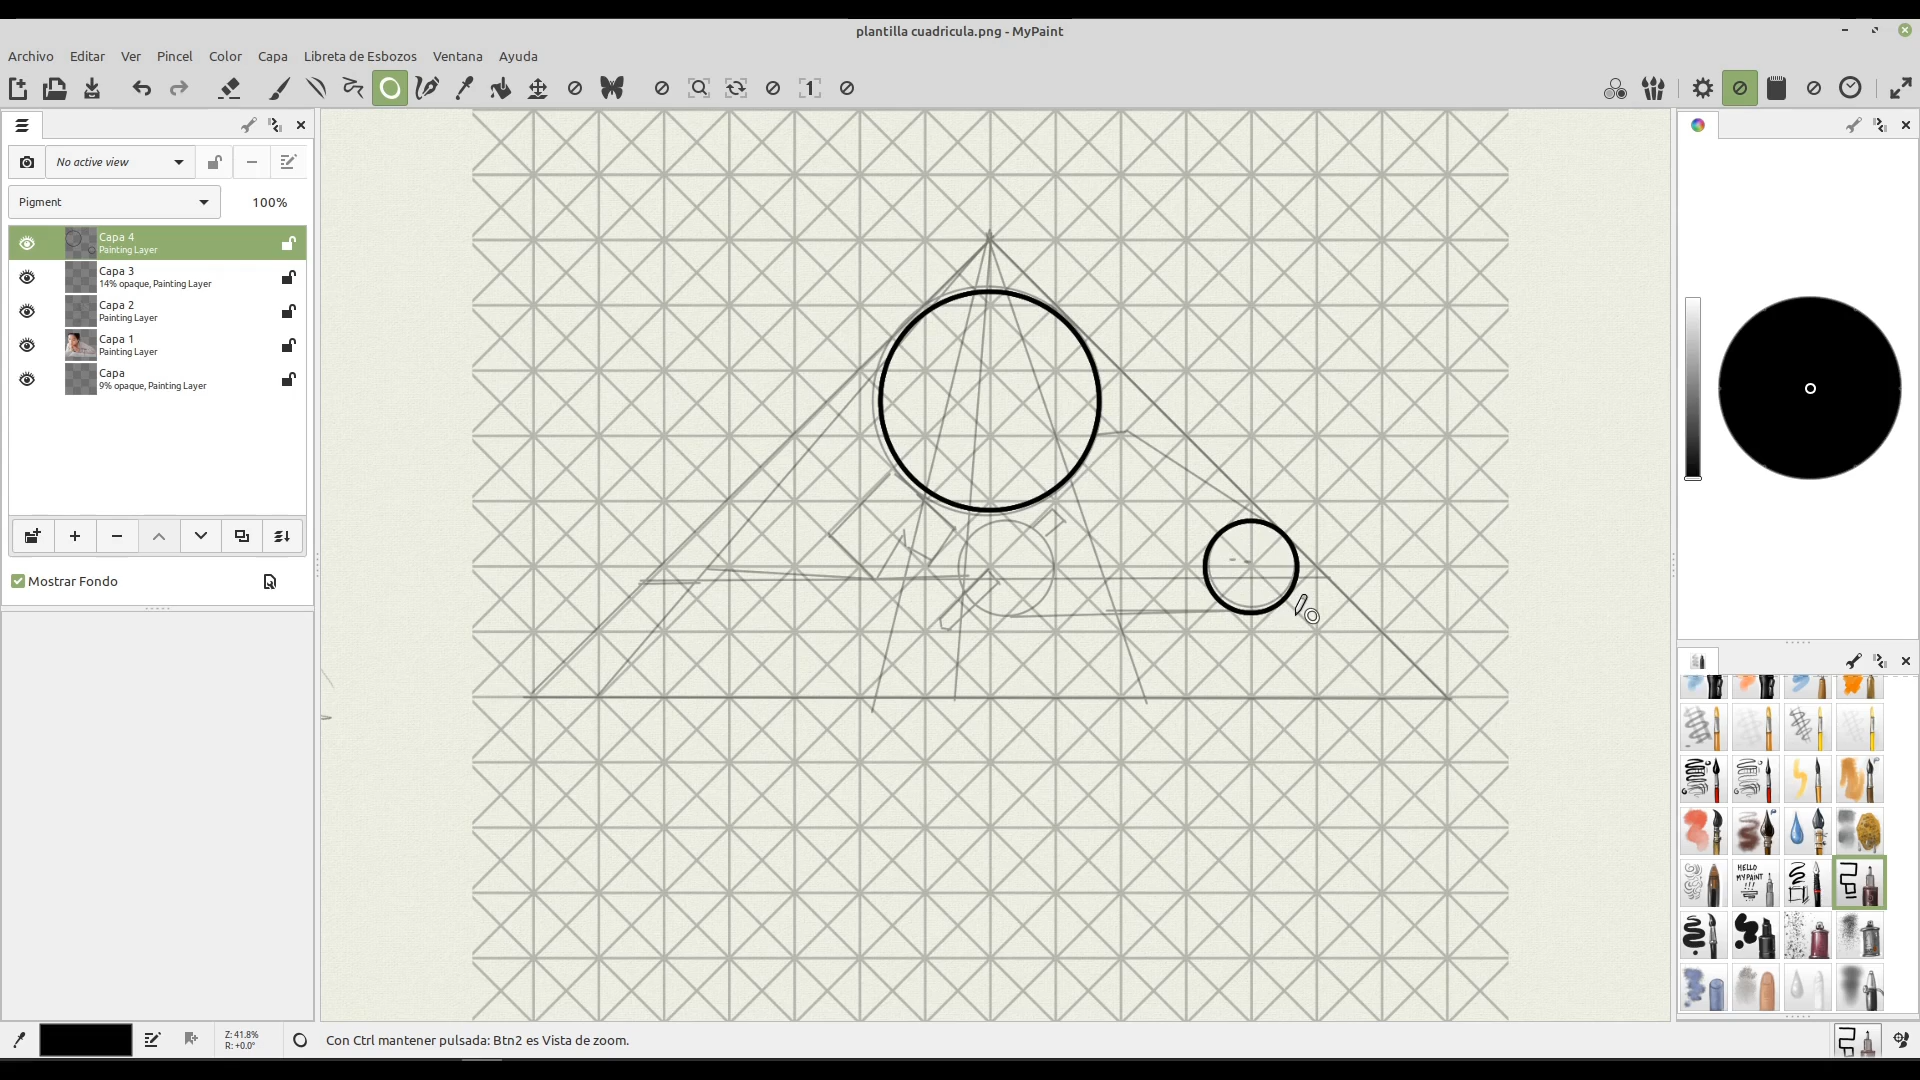 plantilla cuadricula.png - MyPaint
Archivo Editar Ver Pincel Color Capa Libreta de Esbozos Ventana Ayuda
1
No active view
Pigment 100%
Capa 4
Painting Layer
Capa 3
14% opaque, Painting Layer
Capa 2
Painting Layer
Capa 1
Painting Layer
Capa
9% opaque, Painting Layer
Mostrar Fondo
HELLO
MYPAINT
!!!
Z: 41.8%
R: +0.0°
Con Ctrl mantener pulsada: Btn2 es Vista de zoom.